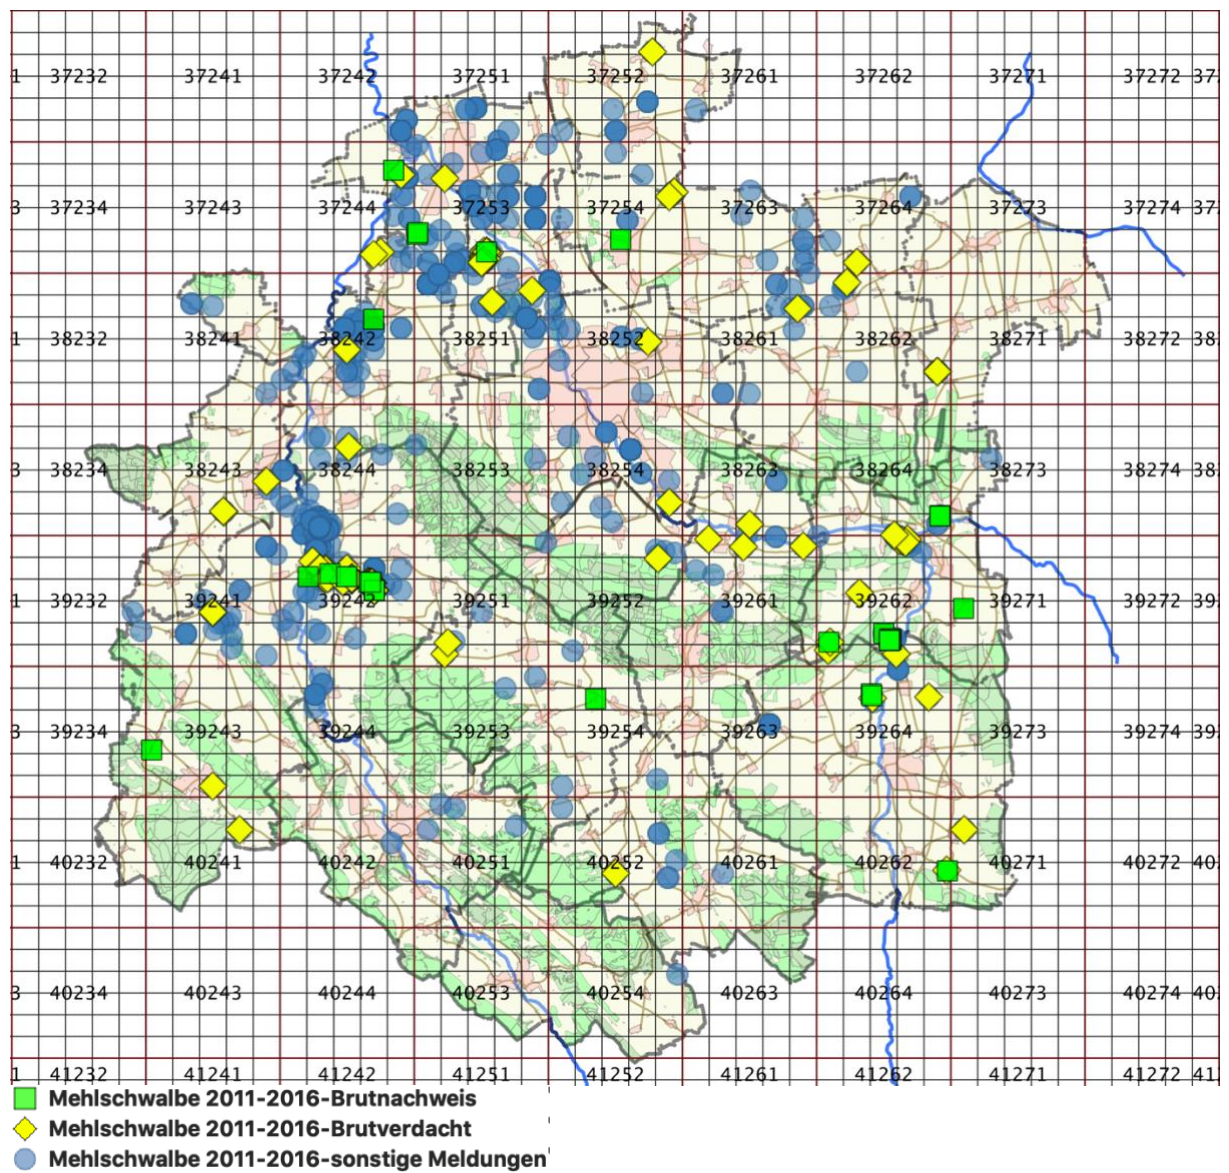 1 37232 37241 37242 37251 37252 37261 37262 37271 37272 37
3 37234 37243 37244 37253 37254 37263 37264 37273 37274 37
1 38232 38241 38242 38251 38252 38261 38262 38271 38272 38
3 38234 38243 38244 38253 38254 38263 38264 38273 38274 38
1 39232 39241 39242 39251 39252 39261 39262 39271 39272 39
3 39234 39243 39244 39253 39254 39263 39264 39273 39274 39
1 40232 40241 40242 40251 40252 40261 40262 40271 40272 40
3 40234 40243 40244 40253 40254 40263 40264 40273 40274 40
1 41232 41241 41242 41251 41252 41261 41262 41271 41272 41
Mehlschwalbe 2011-2016-Brutnachweis
Mehlschwalbe 2011-2016-Brutverdacht
Mehlschwalbe 2011-2016-sonstige Meldungen